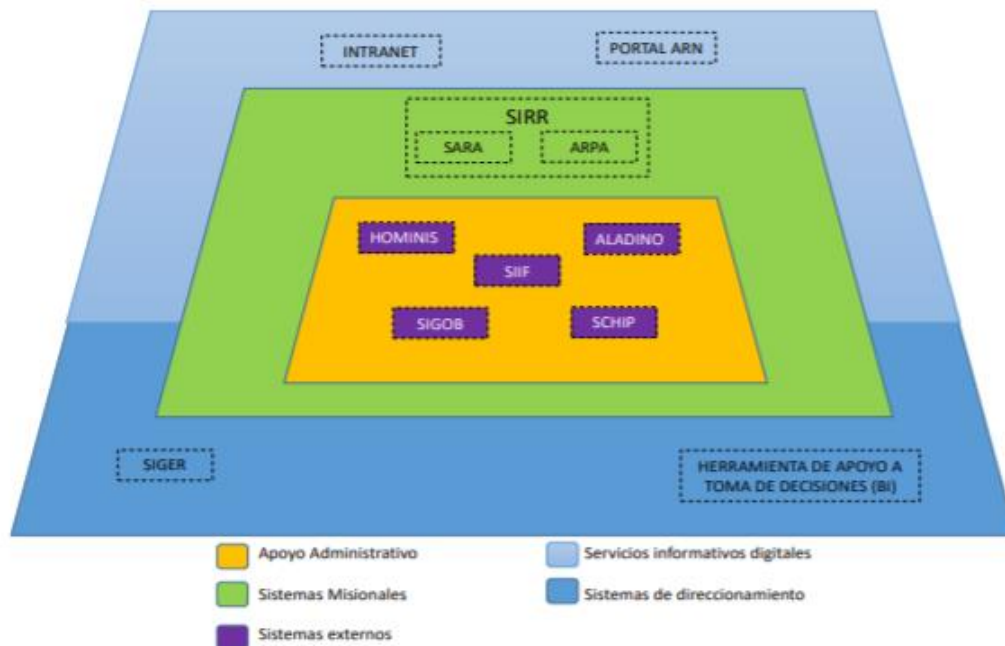 INTRANET
PORTAL ARN
SIRR
SARA
ARPA
HOMINIS
ALADINO
SIIF
SIGOB
SCHIP
SIGER
HERRAMIENTA DE APOYO A
TOMA DE DECISIONES (BI)
Apoyo Administrativo
Servicios informativos digitales
Sistemas Misionales
Sistemas de direccionamiento
Sistemas externos